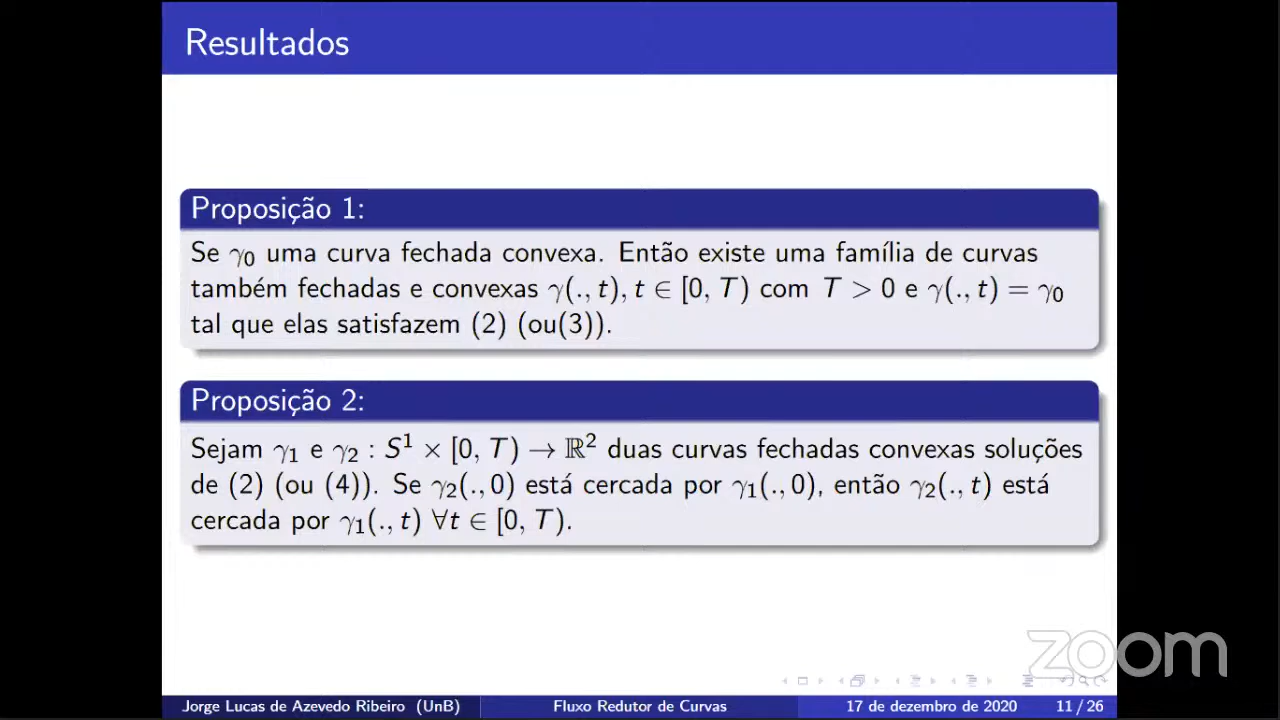 Resultados
Proposição 1:
Se γ₀ uma curva fechada convexa. Então existe uma família de curvas
também fechadas e convexas γ(., t), t ∈ [0, T) com T > 0 e γ(., t) = γ₀
tal que elas satisfazem (2) (ou(3)).
Proposição 2:
Sejam γ₁ e γ₂ : S¹ × [0, T) → ℝ² duas curvas fechadas convexas soluções
de (2) (ou (4)). Se γ₂(., 0) está cercada por γ₁(., 0), então γ₂(., t) está
cercada por γ₁(., t) ∀t ∈ [0, T).
zoom
Jorge Lucas de Azevedo Ribeiro (UnB) Fluxo Redutor de Curvas 17 de dezembro de 2020 11 / 26